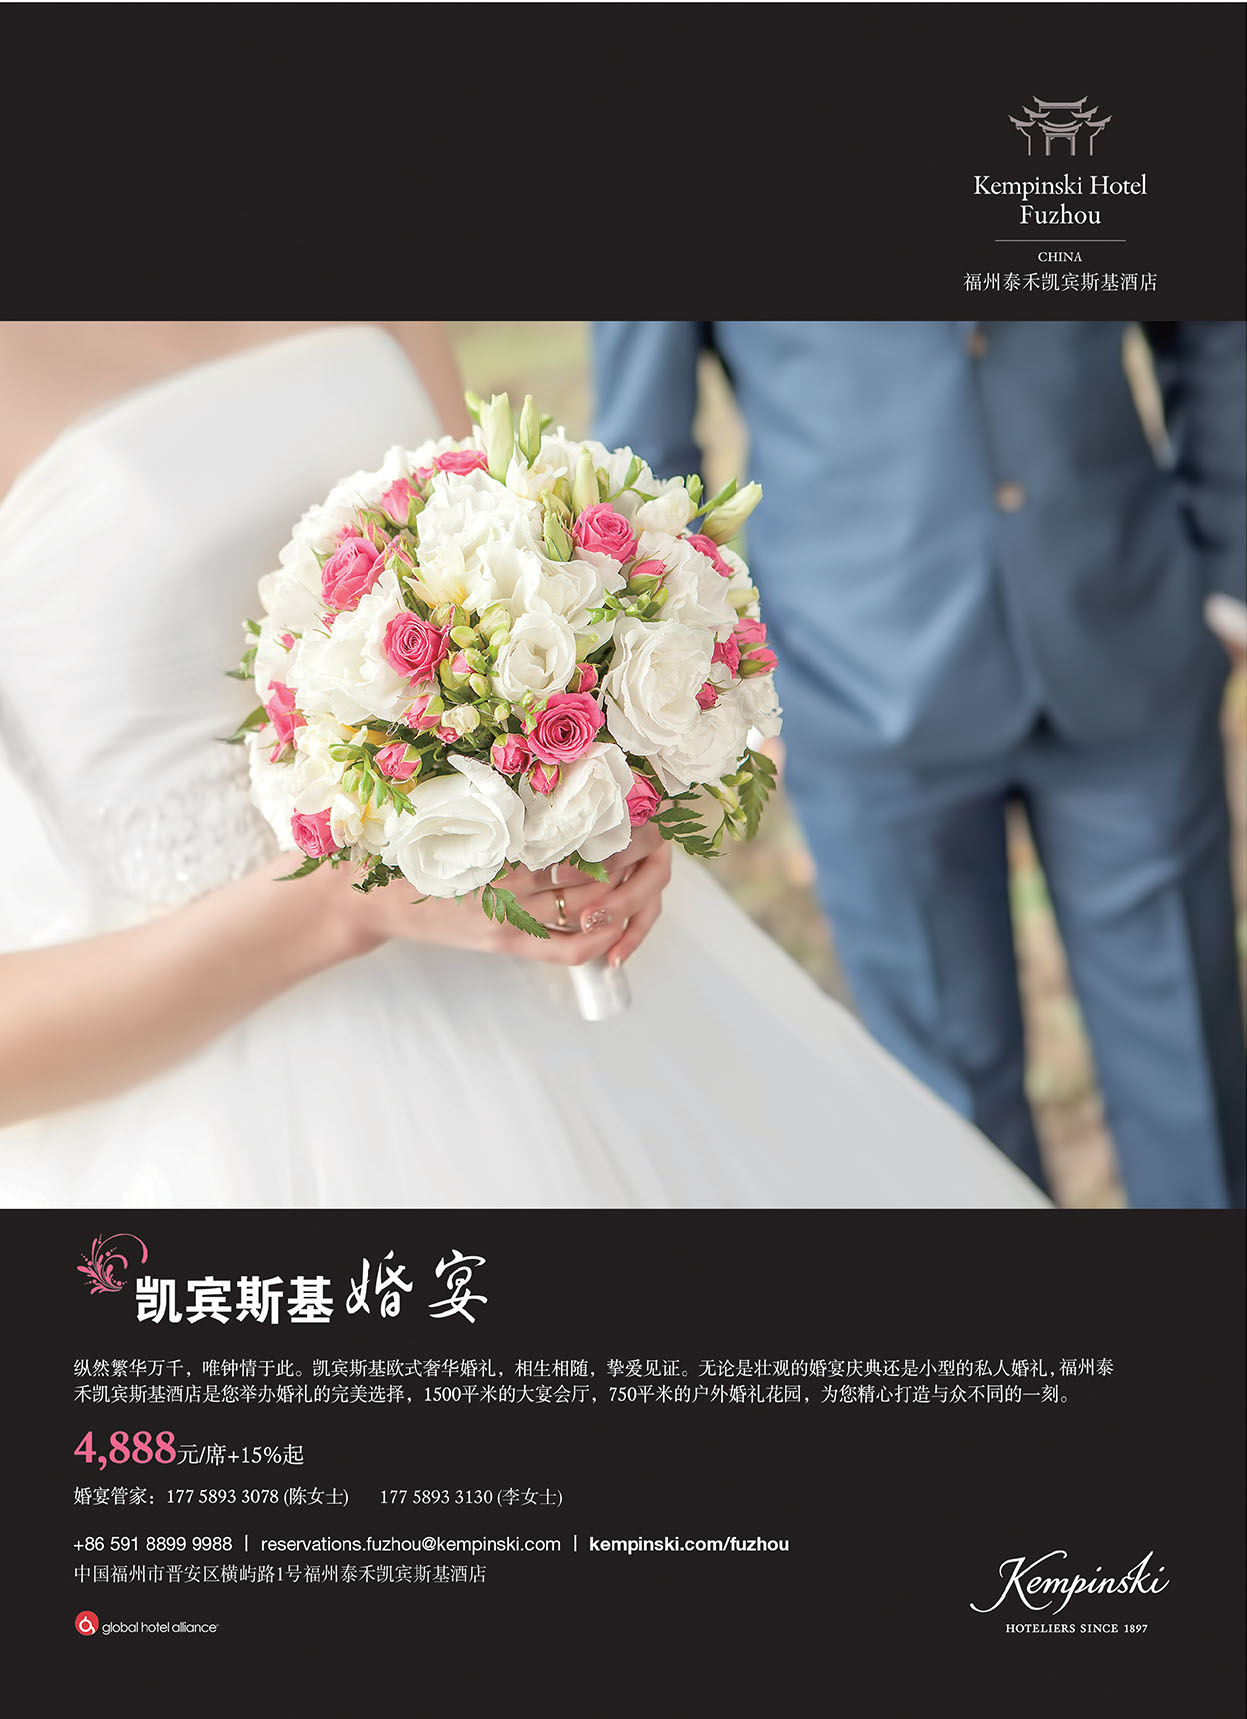 Kempinski Hotel
Fuzhou
CHINA
福州泰禾凯宾斯基酒店
凯宾斯基婚宴
纵然繁华万千，唯钟情于此。凯宾斯基欧式奢华婚礼，相生相随，挚爱见证。无论是壮观的婚宴庆典还是小型的私人婚礼，福州泰
禾凯宾斯基酒店是您举办婚礼的完美选择，1500平米的大宴会厅，750平米的户外婚礼花园，为您精心打造与众不同的一刻。
4,888元/席+15%起
婚宴管家：177 5893 3078 (陈女士) 177 5893 3130 (李女士)
+86 591 8899 9988 | reservations.fuzhou@kempinski.com | kempinski.com/fuzhou
中国福州市晋安区横屿路1号福州泰禾凯宾斯基酒店
global hotel alliance
Kempinski
HOTELIERS SINCE 1897